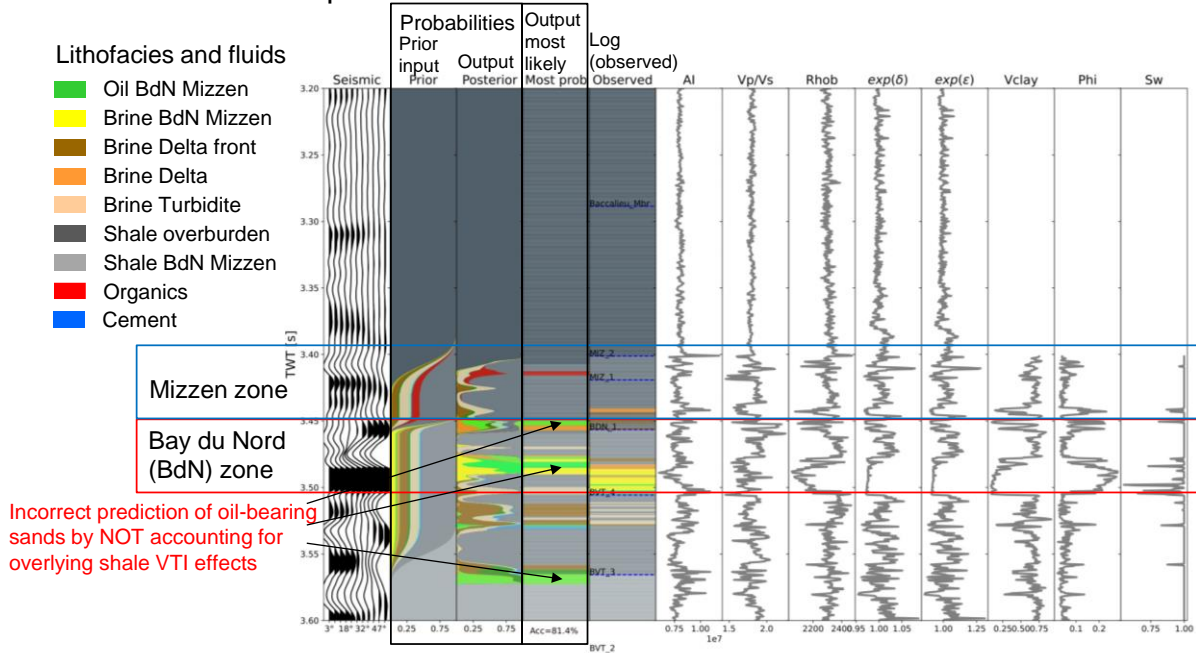 Probabilities
Prior
input
Output
Output
most
likely
Log
(observed)
Lithofacies and fluids
Oil BdN Mizzen
Brine BdN Mizzen
Brine Delta front
Brine Delta
Brine Turbidite
Shale overburden
Shale BdN Mizzen
Organics
Cement
Seismic Prior Posterior Most prob Observed AI Vp/Vs Rhob exp(δ) exp(ε) Vclay Phi Sw
3.20
3.25
Baccalieu_Mbr.
3.30
3.35
TWT [s]
3.40
MIZ_2
MIZ_1
Mizzen zone
3.45
BDN_1
Bay du Nord
(BdN) zone
3.50
BVT_4
Incorrect prediction of oil-bearing
sands by NOT accounting for
overlying shale VTI effects
3.55
BVT_3
3.60
3° 18° 32° 47° 0.25 0.75 0.25 0.75 Acc=81.4% 0.75 1.00 1.5 2.0 2200 2400 0.95 1.00 1.05 1.00 1.25 0.25 0.50 0.75 0.1 0.2 0.75 1.00
1e7
BVT_2